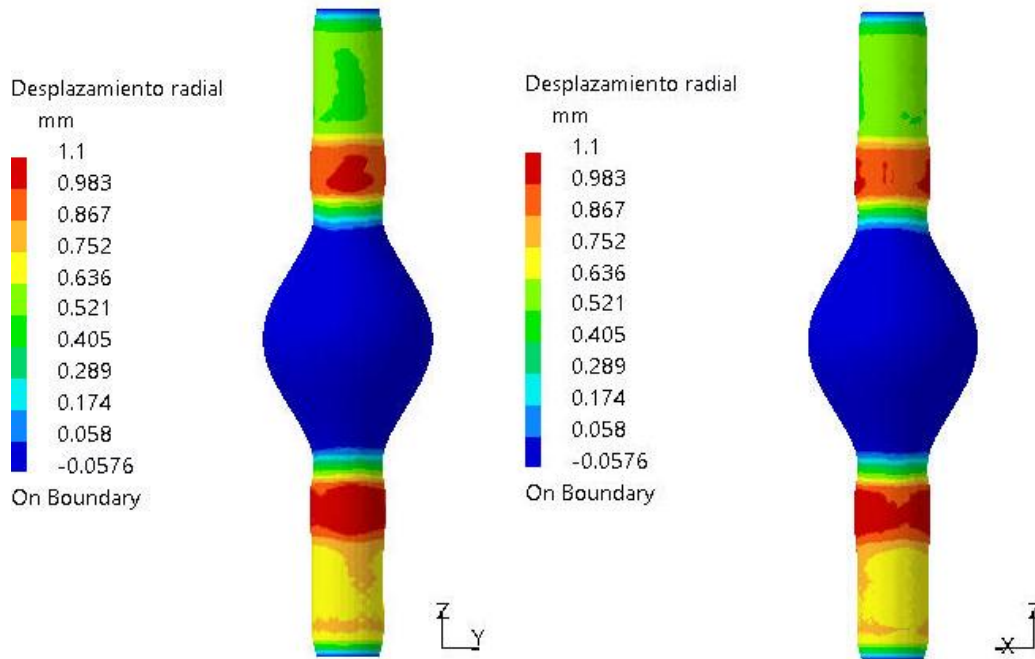 Desplazamiento radial
mm
1.1
0.983
0.867
0.752
0.636
0.521
0.405
0.289
0.174
0.058
-0.0576
On Boundary
Z
Y
Desplazamiento radial
mm
1.1
0.983
0.867
0.752
0.636
0.521
0.405
0.289
0.174
0.058
-0.0576
On Boundary
Z
-X